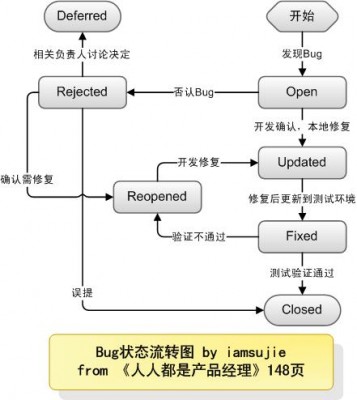 Deferred
开始
相关负责人讨论决定
发现Bug
Rejected
否认Bug
Open
开发确认，本地修复
确认需修复
开发修复
Updated
Reopened
修复后更新到测试环境
验证不通过
Fixed
测试验证通过
误提
Closed
Bug状态流转图 by iamsujie
from 《人人都是产品经理》148页